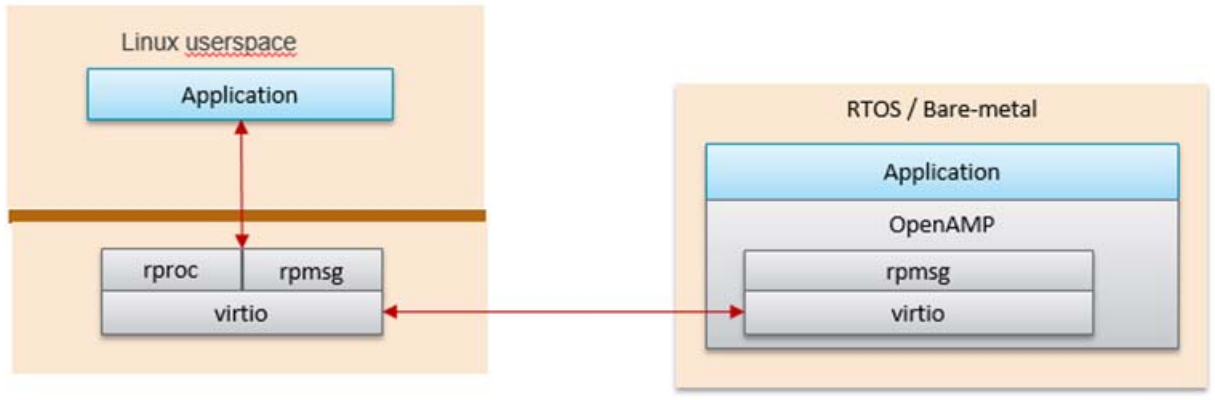 Linux userspace
Application
rproc
rpmsg
virtio
RTOS / Bare-metal
Application
OpenAMP
rpmsg
virtio